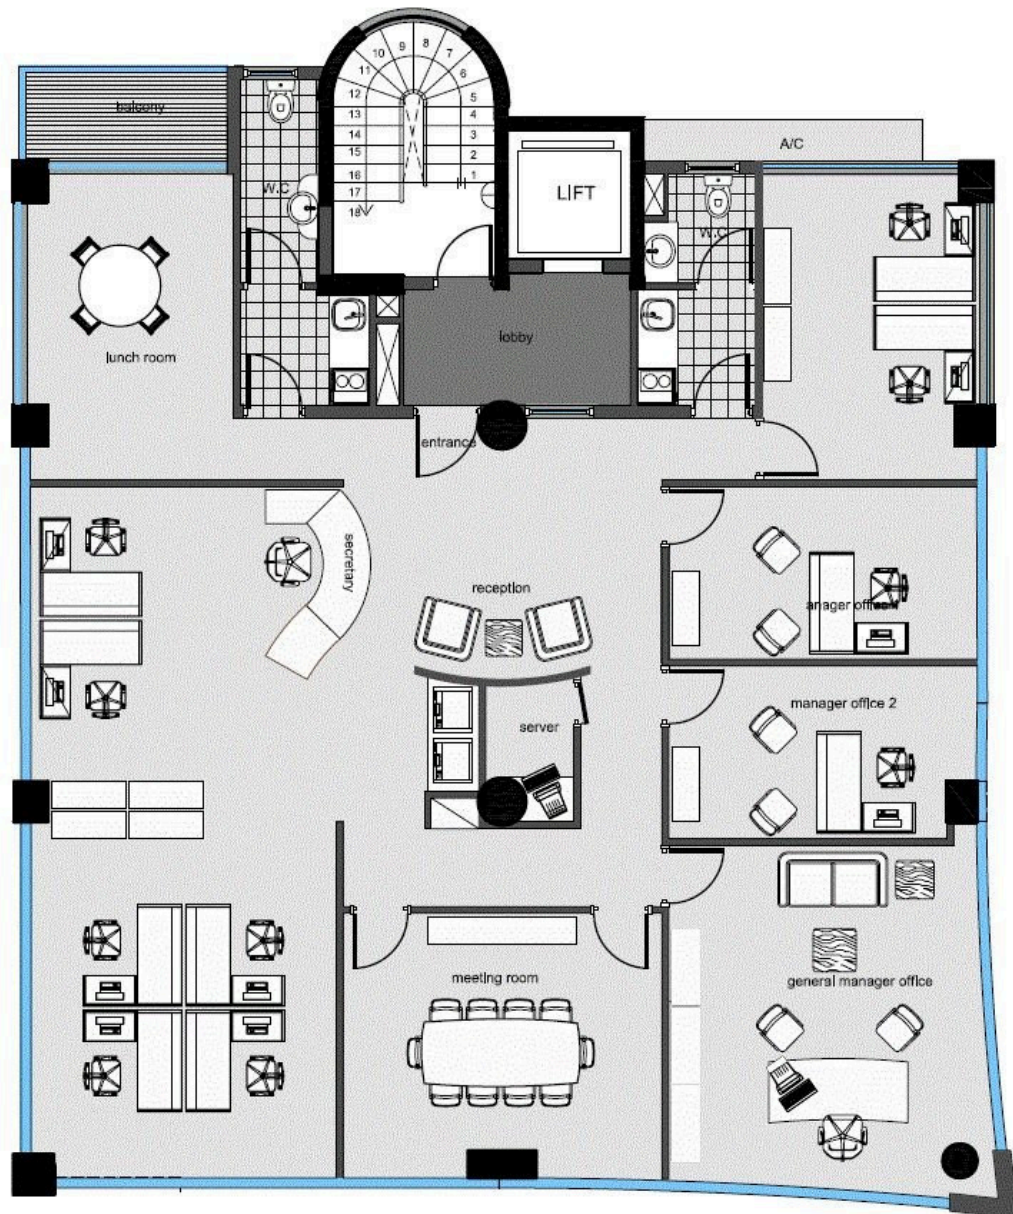 balcony
10
9
8
7
11
6
12
5
13
4
14
3
15
2
16
1
17
18
W.C
LIFT
A/C
W.C
lunch room
lobby
entrance
secretary
reception
anager office 1
manager office 2
server
meeting room
general manager office